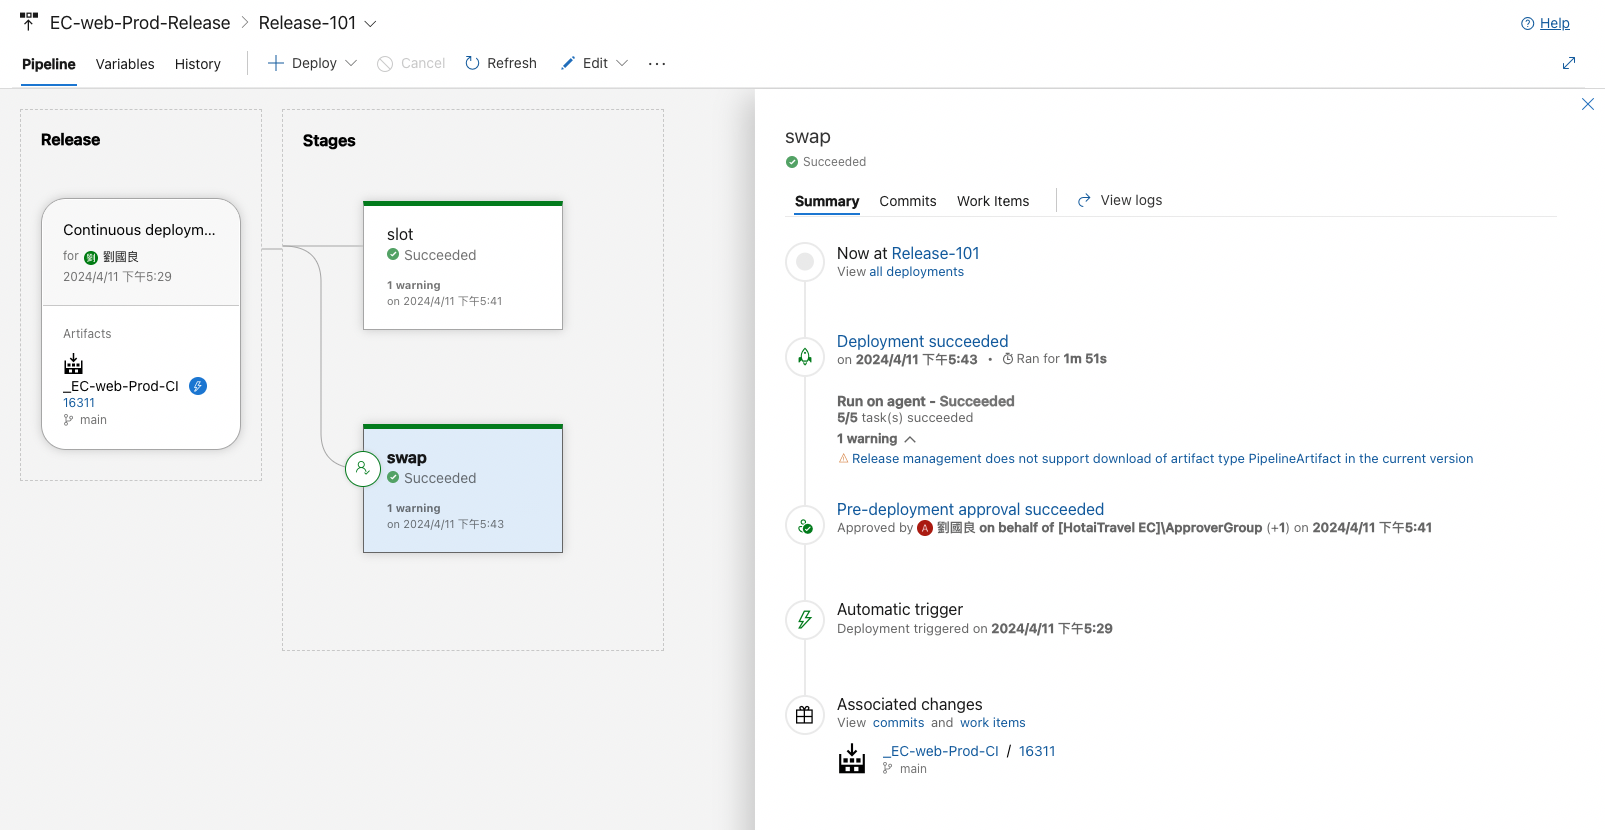 EC-web-Prod-Release > Release-101
Help
Pipeline Variables History Deploy Cancel Refresh Edit ...
Release
Continuous deploym...
for 劉 劉國良
2024/4/11 下午5:29
Artifacts
_EC-web-Prod-CI
16311
main
Stages
slot
Succeeded
1 warning
on 2024/4/11 下午5:41
swap
Succeeded
1 warning
on 2024/4/11 下午5:43
swap
Succeeded
Summary Commits Work Items View logs
Now at Release-101
View all deployments
Deployment succeeded
on 2024/4/11 下午5:43 • Ran for 1m 51s
Run on agent - Succeeded
5/5 task(s) succeeded
1 warning
Release management does not support download of artifact type PipelineArtifact in the current version
Pre-deployment approval succeeded
Approved by A 劉國良 on behalf of [HotaiTravel EC]\ApproverGroup (+1) on 2024/4/11 下午5:41
Automatic trigger
Deployment triggered on 2024/4/11 下午5:29
Associated changes
View commits and work items
_EC-web-Prod-CI / 16311
main